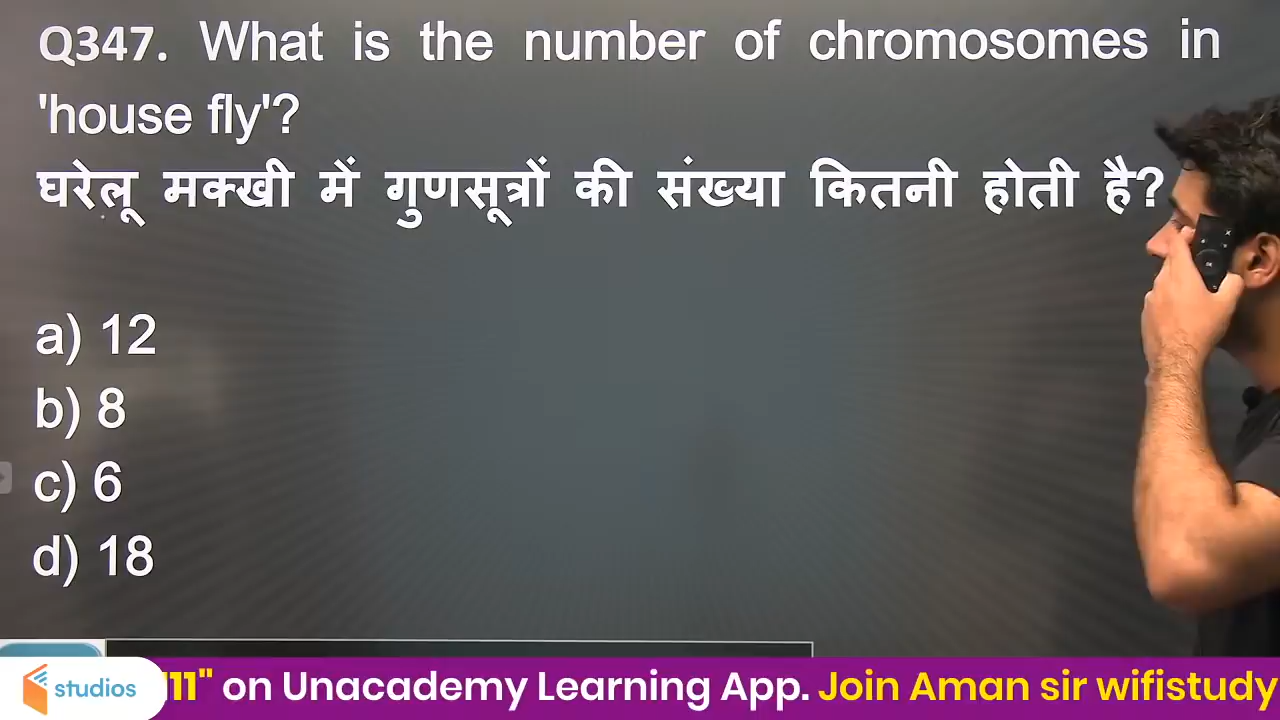 Q347. What is the number of chromosomes in
'house fly'?
घरेलू मक्खी में गुणसूत्रों की संख्या कितनी होती है?
a) 12
b) 8
c) 6
d) 18
studios
11" on Unacademy Learning App. Join Aman sir wifistudy